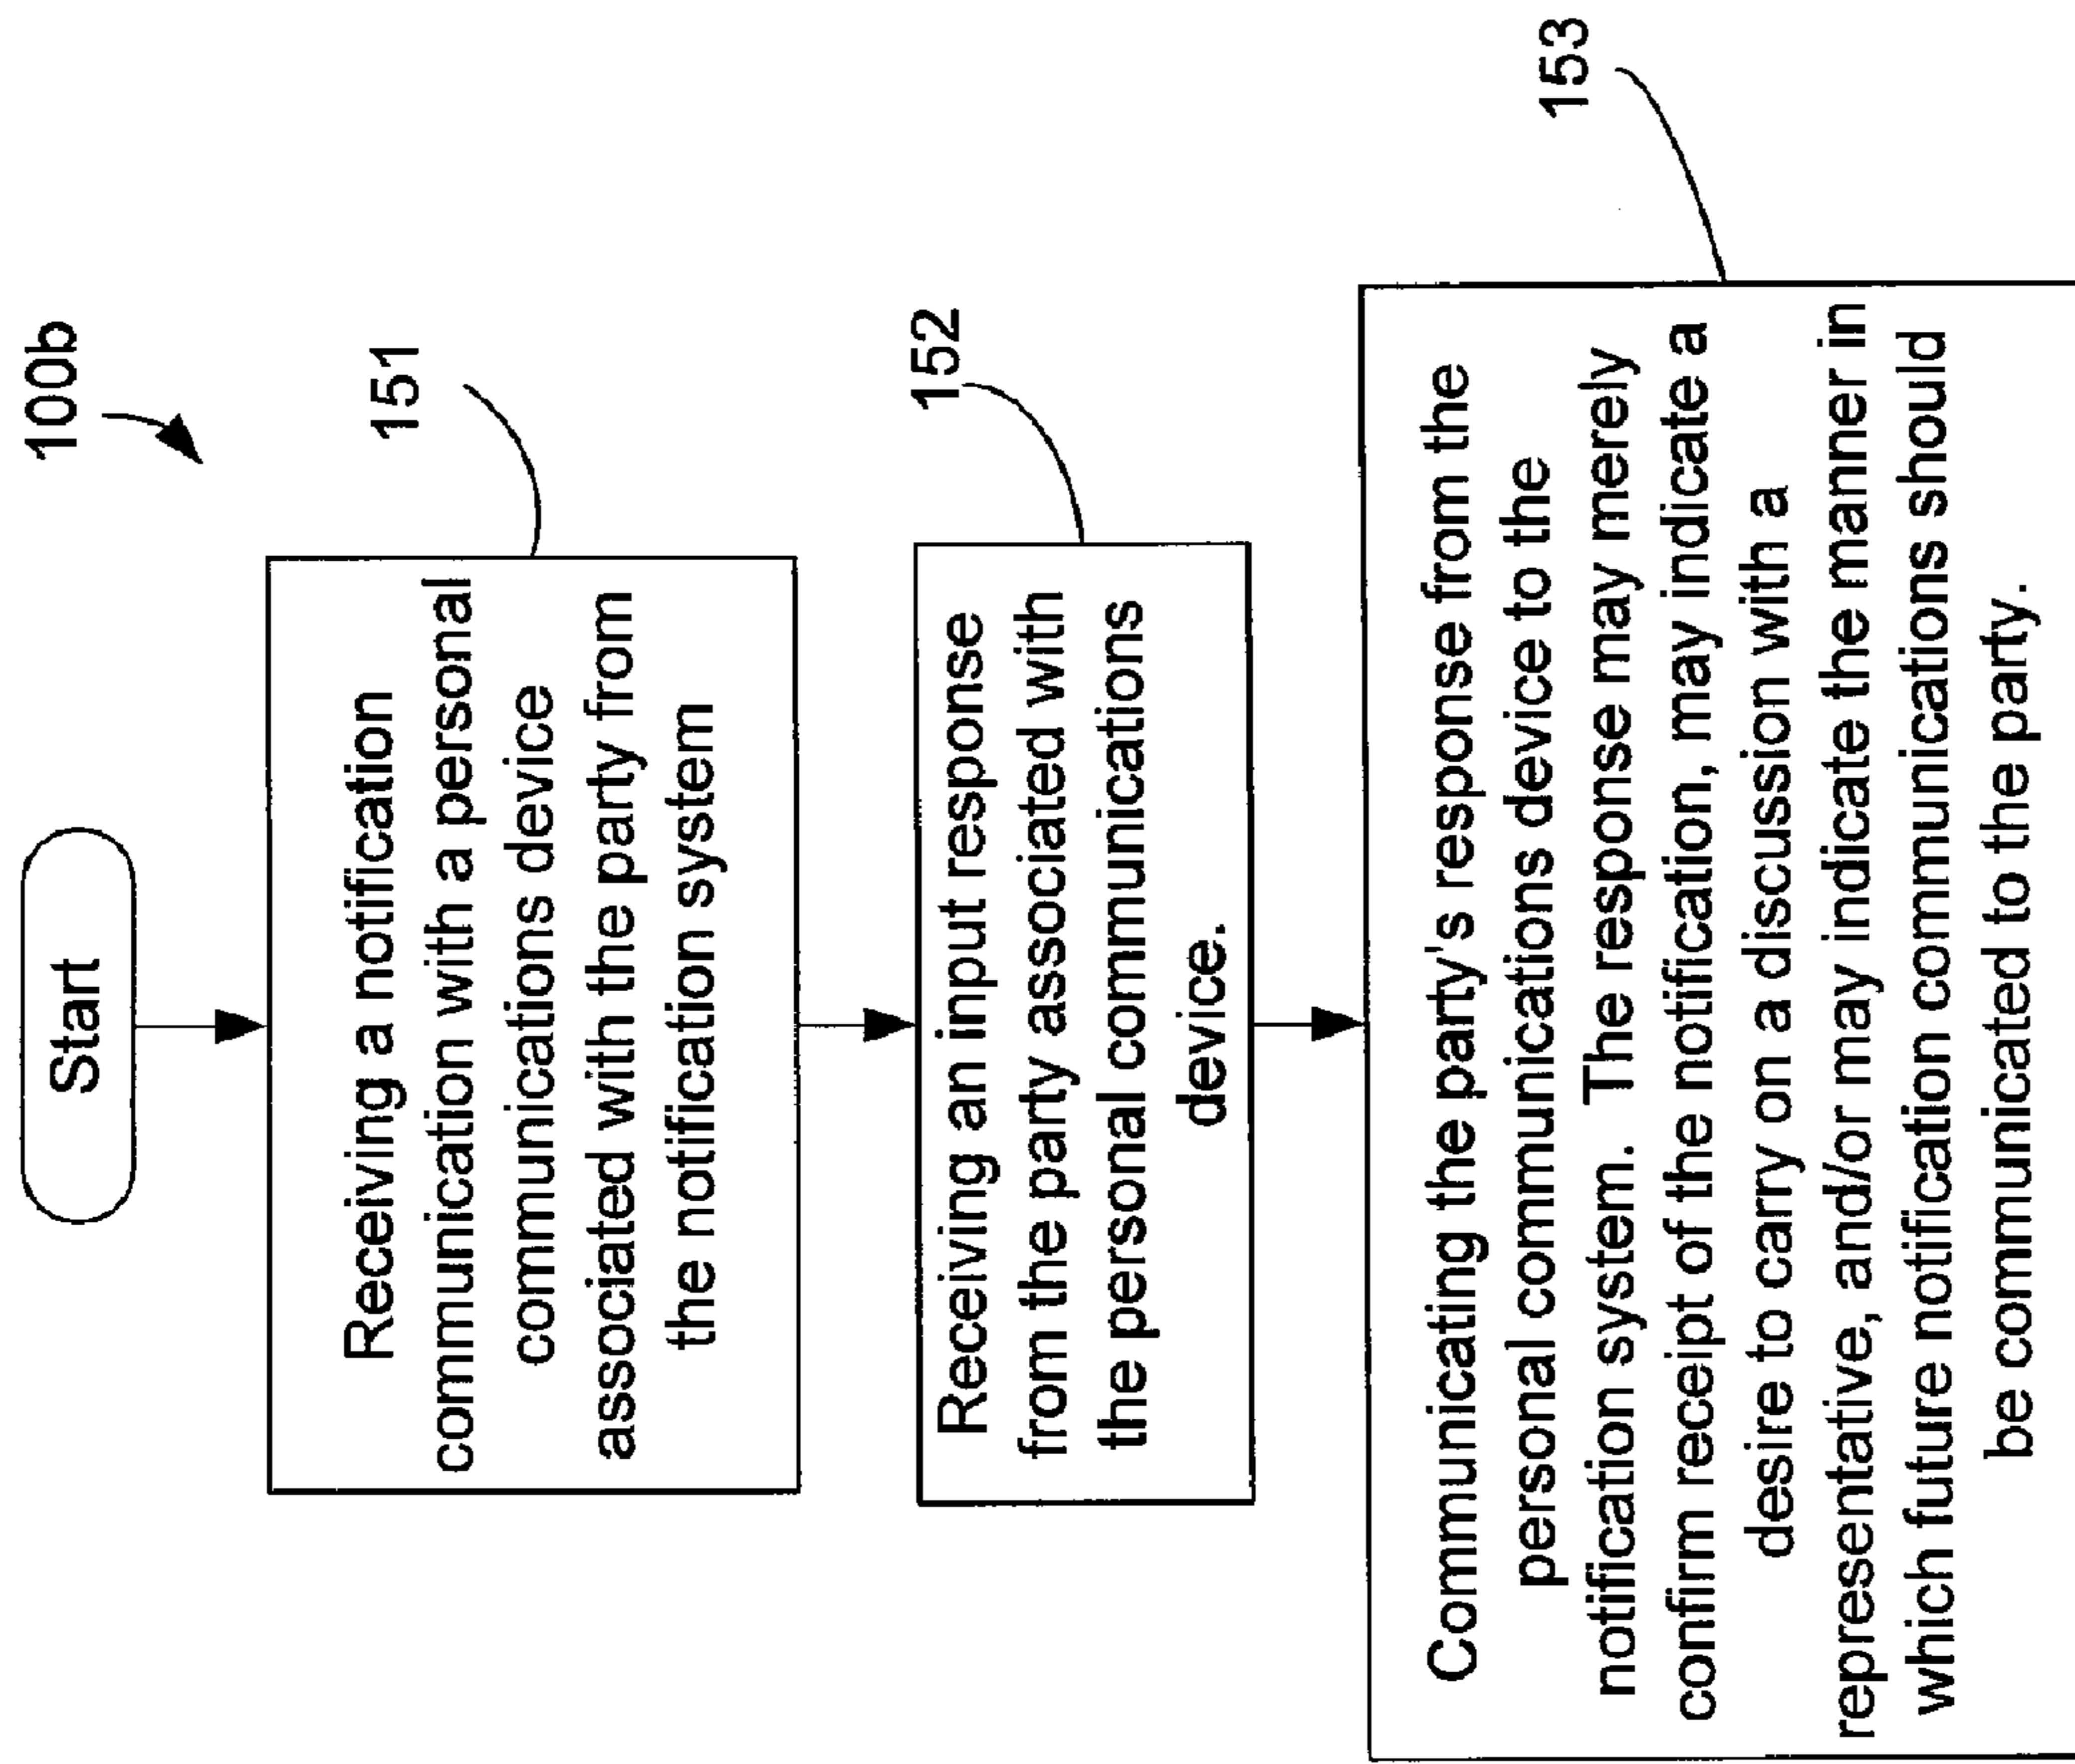 100b
Start
151
Receiving a notification
communication with a personal
communications device
associated with the party from
the notification system
152
Receiving an input response
from the party associated with
the personal communications
device.
153
Communicating the party's response from the
personal communications device to the
notification system.  The response may merely
confirm receipt of the notification, may indicate a
desire to carry on a discussion with a
representative, and/or may indicate the manner in
which future notification communications should
be communicated to the party.